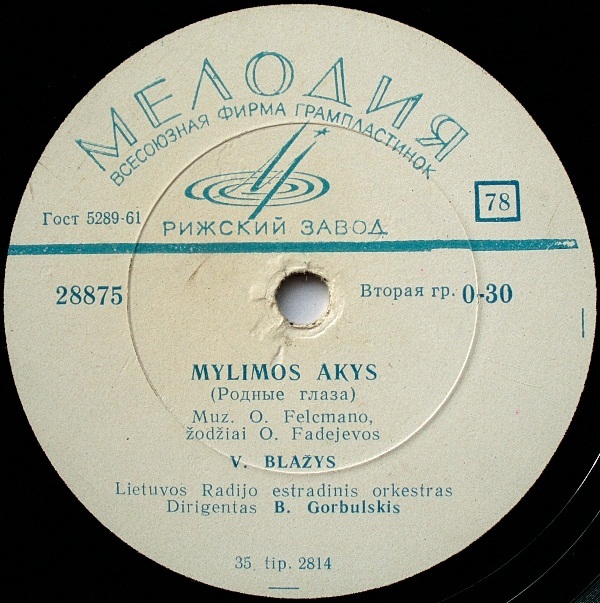 МЕЛОДИЯ
ВСЕСОЮЗНАЯ ФИРМА ГРАМПЛАСТИНОК
Гост 5289-61
78
РИЖСКИЙ ЗАВОД
28875
Вторая гр. 0-30
MYLIMOS AKYS
(Родные глаза)
Muz. O. Felcmano,
žodžiai O. Fadejevos
V. BLAŽYS
Lietuvos Radijo estradinis orkestras
Dirigentas B. Gorbulskis
35. tip. 2814